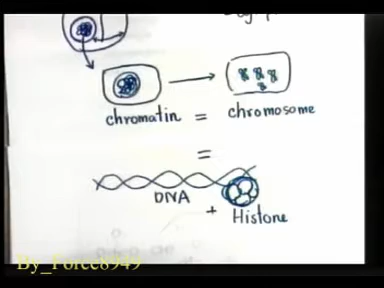 chromatin = chromosome
=
DNA
+ Histone
By_Force8949